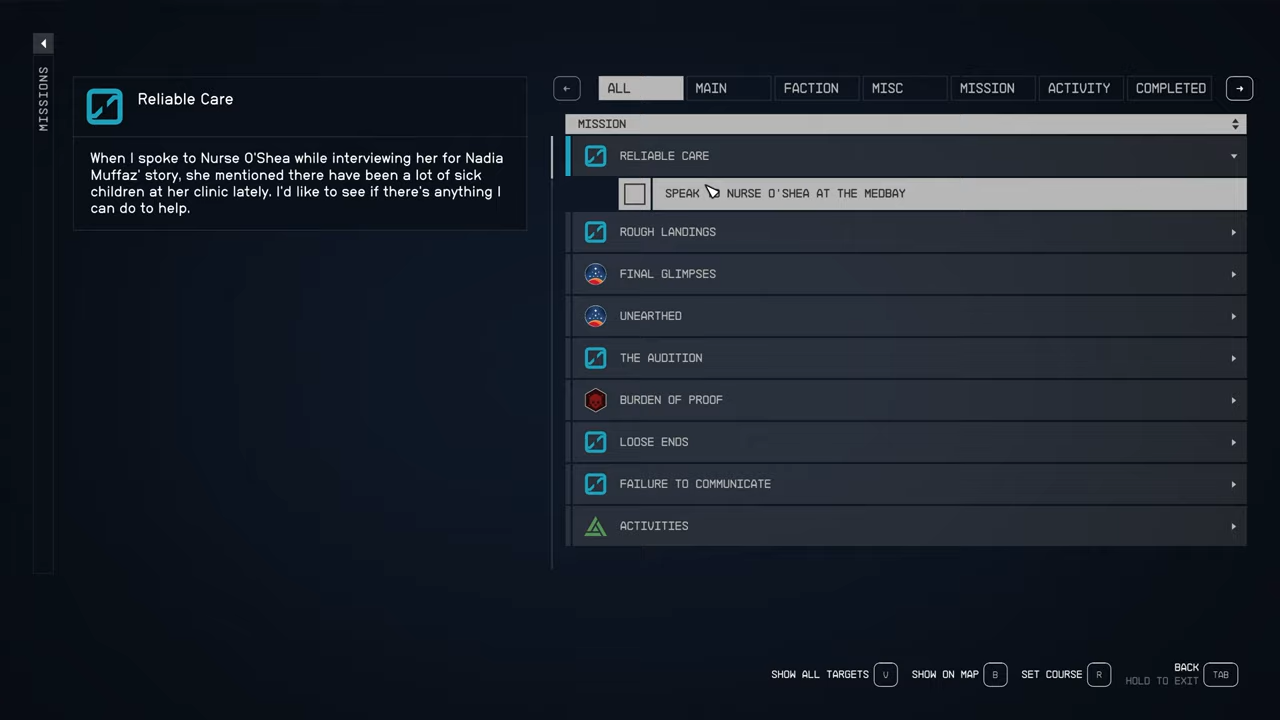 MISSIONS
Reliable Care
When I spoke to Nurse O'Shea while interviewing her for Nadia
Muffaz' story, she mentioned there have been a lot of sick
children at her clinic lately. I'd like to see if there's anything I
can do to help.
ALL MAIN FACTION MISC MISSION ACTIVITY COMPLETED
MISSION
RELIABLE CARE
SPEAK NURSE O'SHEA AT THE MEDBAY
ROUGH LANDINGS
FINAL GLIMPSES
UNEARTHED
THE AUDITION
BURDEN OF PROOF
LOOSE ENDS
FAILURE TO COMMUNICATE
ACTIVITIES
SHOW ALL TARGETS V SHOW ON MAP B SET COURSE R BACK TAB
HOLD TO EXIT